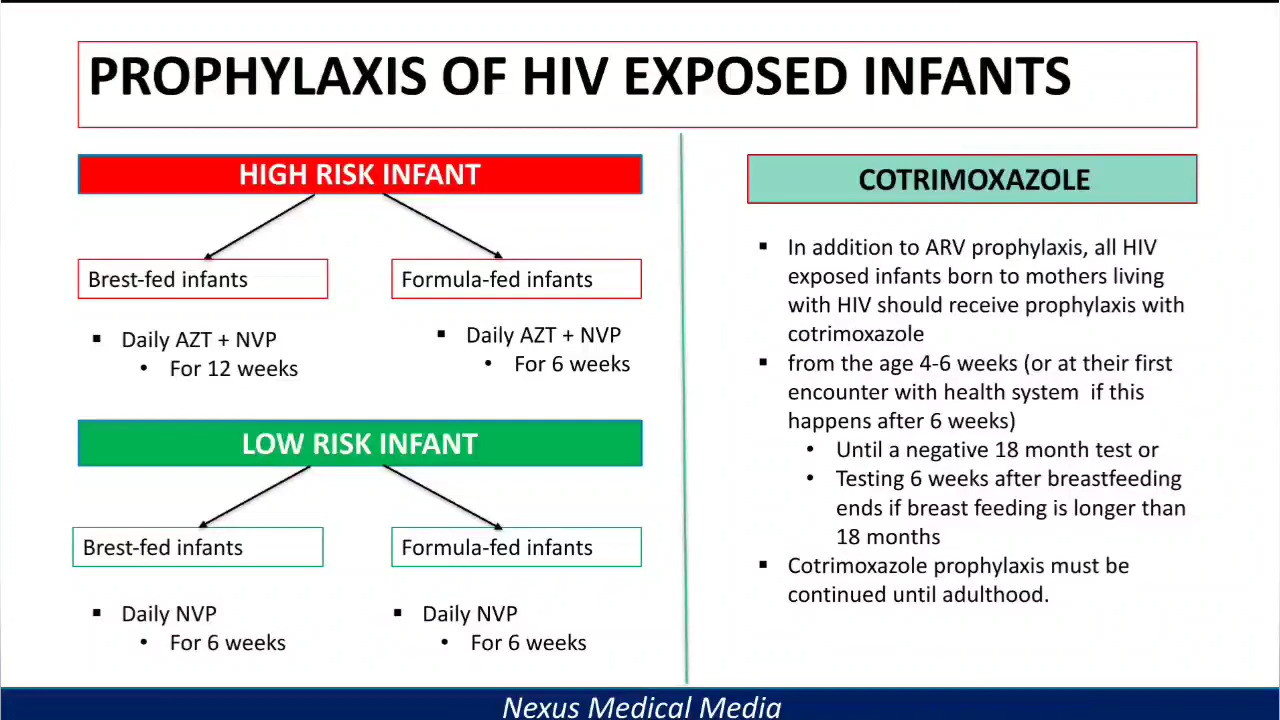 PROPHYLAXIS OF HIV EXPOSED INFANTS
HIGH RISK INFANT
Brest-fed infants
Formula-fed infants
▪ Daily AZT + NVP
• For 12 weeks
▪ Daily AZT + NVP
• For 6 weeks
LOW RISK INFANT
Brest-fed infants
Formula-fed infants
▪ Daily NVP
• For 6 weeks
▪ Daily NVP
• For 6 weeks
COTRIMOXAZOLE
▪ In addition to ARV prophylaxis, all HIV
exposed infants born to mothers living
with HIV should receive prophylaxis with
cotrimoxazole
▪ from the age 4-6 weeks (or at their first
encounter with health system if this
happens after 6 weeks)
• Until a negative 18 month test or
• Testing 6 weeks after breastfeeding
ends if breast feeding is longer than
18 months
▪ Cotrimoxazole prophylaxis must be
continued until adulthood.
Nexus Medical Media